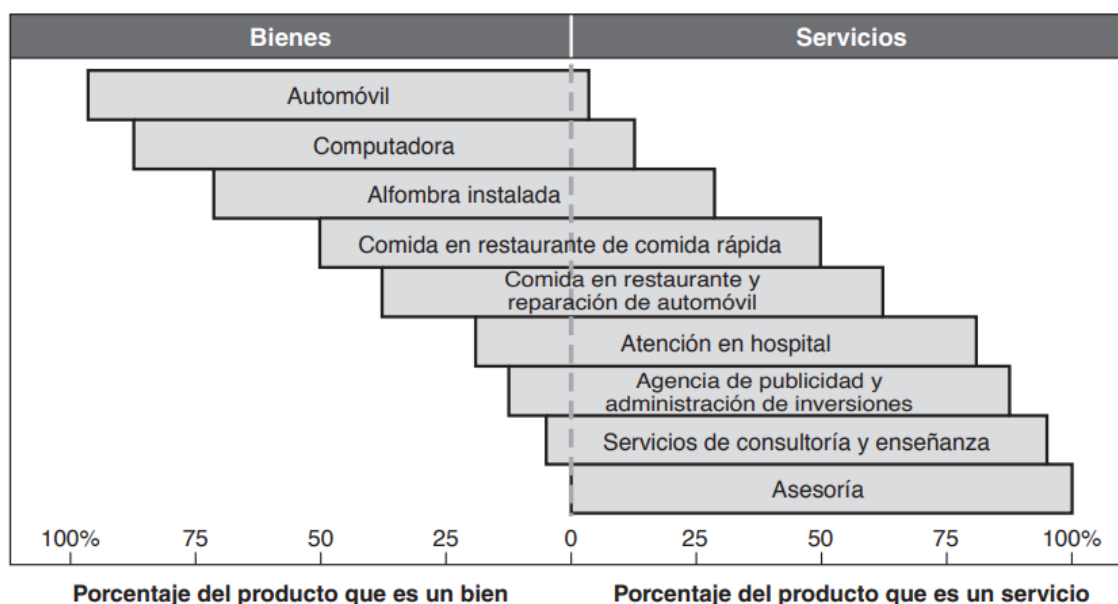 Bienes Servicios
Automóvil
Computadora
Alfombra instalada
Comida en restaurante de comida rápida
Comida en restaurante y
reparación de automóvil
Atención en hospital
Agencia de publicidad y
administración de inversiones
Servicios de consultoría y enseñanza
Asesoría
100% 75 50 25 0 25 50 75 100%
Porcentaje del producto que es un bien Porcentaje del producto que es un servicio